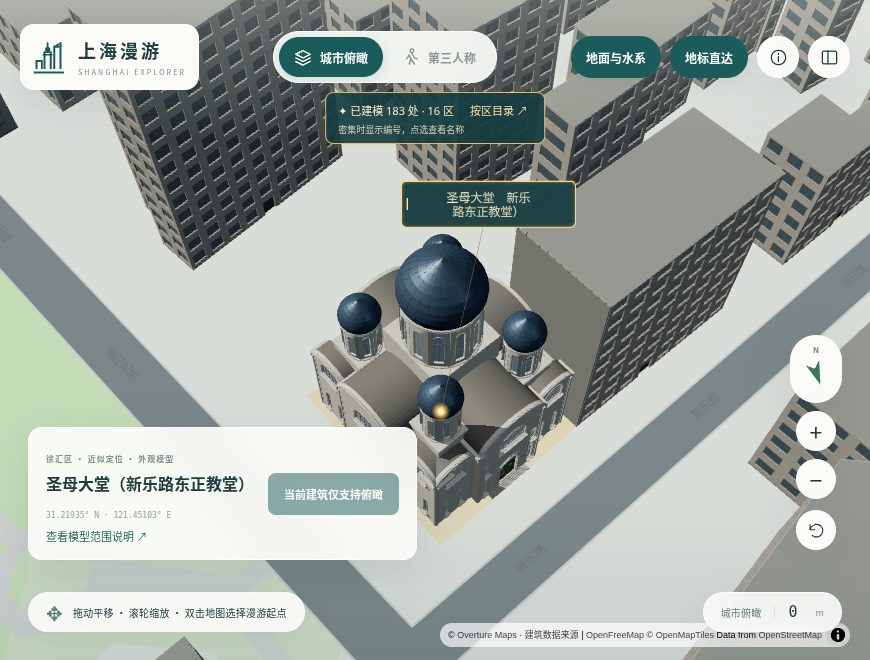 上海漫游
SHANGHAI EXPLORER
城市俯瞰
第三人称
地面与水系
地标直达
✦ 已建模 183 处 · 16 区 按区目录 ↗
密集时显示编号，点选查看名称
圣母大堂 新乐
路东正教堂）
新乐路
N
新乐路
+
−
徐汇区 · 近似定位 · 外观模型
圣母大堂（新乐路东正教堂）
当前建筑仅支持俯瞰
31.21935° N · 121.45103° E
查看模型范围说明 ↗
新乐路
拖动平移 · 滚轮缩放 · 双击地图选择漫游起点
城市俯瞰 0 m
© Overture Maps · 建筑数据来源 | OpenFreeMap © OpenMapTiles Data from OpenStreetMap